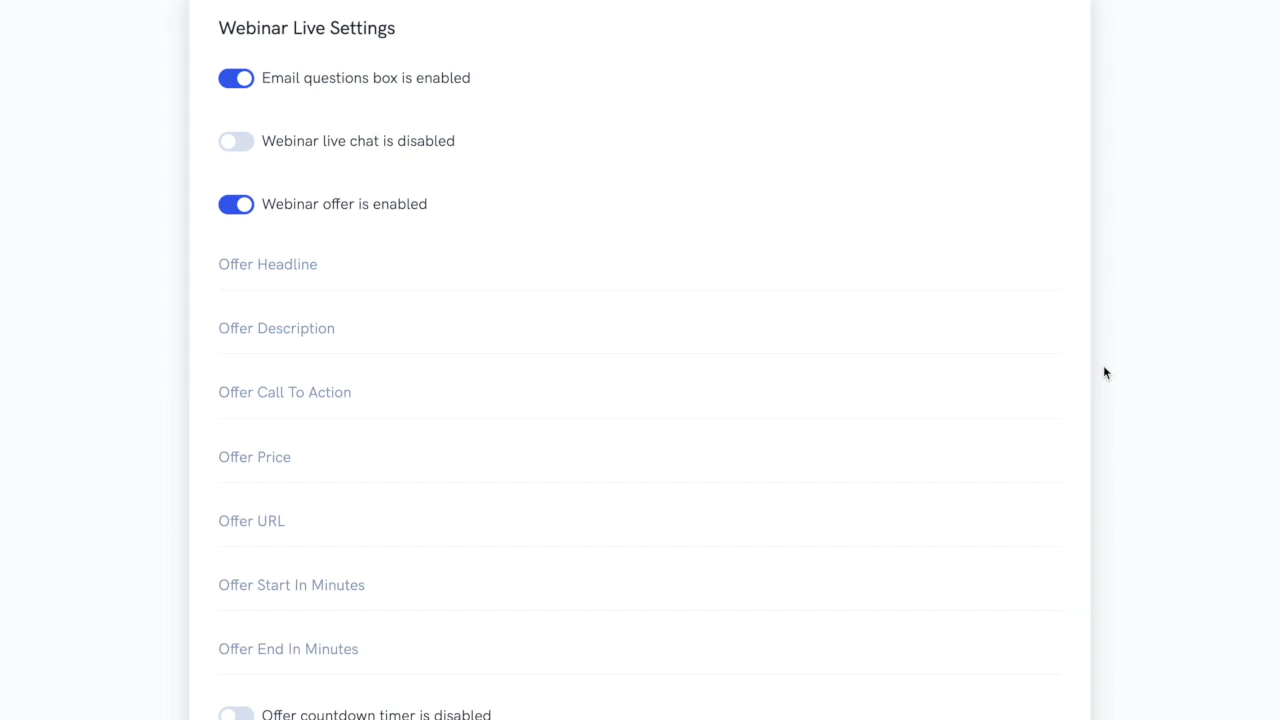 Webinar Live Settings
Email questions box is enabled
Webinar live chat is disabled
Webinar offer is enabled
Offer Headline
Offer Description
Offer Call To Action
Offer Price
Offer URL
Offer Start In Minutes
Offer End In Minutes
Offer countdown timer is disabled